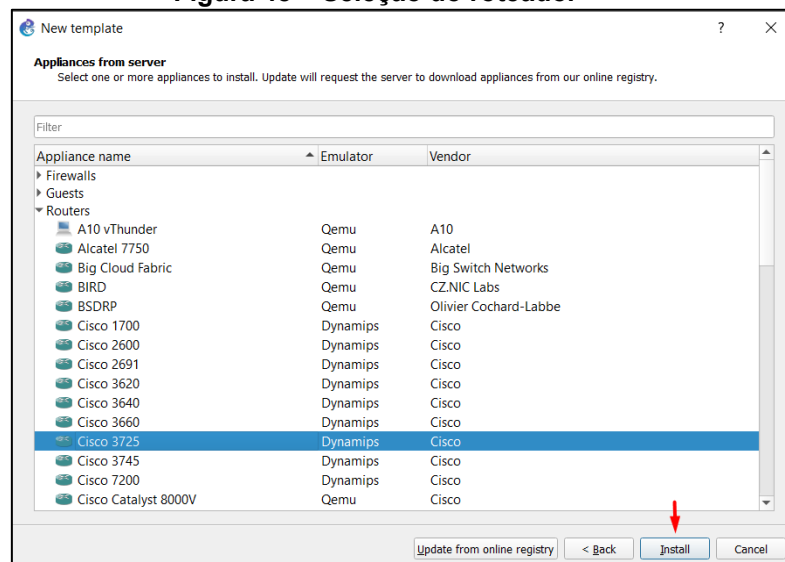 New template ? ×
Appliances from server
Select one or more appliances to install. Update will request the server to download appliances from our online registry.
Filter
Appliance name Emulator Vendor
Firewalls
Guests
Routers
A10 vThunder Qemu A10
Alcatel 7750 Qemu Alcatel
Big Cloud Fabric Qemu Big Switch Networks
BIRD Qemu CZ.NIC Labs
BSDRP Qemu Olivier Cochard-Labbe
Cisco 1700 Dynamips Cisco
Cisco 2600 Dynamips Cisco
Cisco 2691 Dynamips Cisco
Cisco 3620 Dynamips Cisco
Cisco 3640 Dynamips Cisco
Cisco 3660 Dynamips Cisco
Cisco 3725 Dynamips Cisco
Cisco 3745 Dynamips Cisco
Cisco 7200 Dynamips Cisco
Cisco Catalyst 8000V Qemu Cisco
Update from online registry < Back Install Cancel